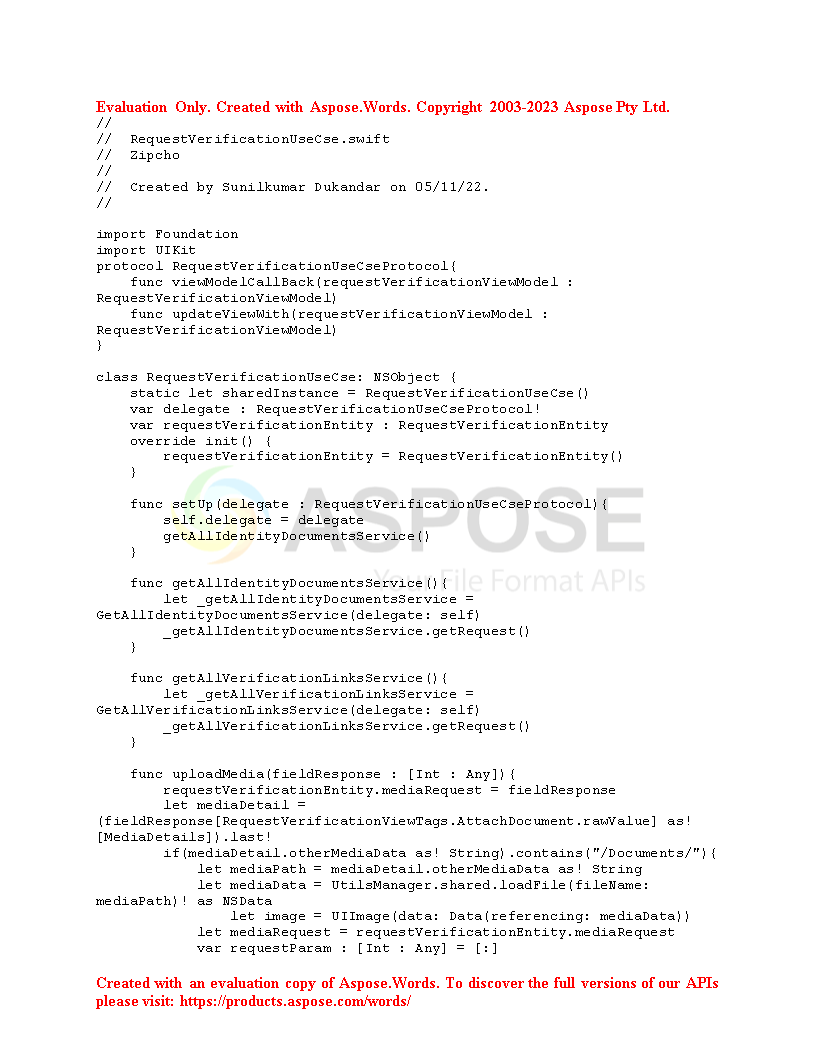 Evaluation Only. Created with Aspose.Words. Copyright 2003-2023 Aspose Pty Ltd.
//
//  RequestVerificationUseCse.swift
//  Zipcho
//
//  Created by Sunilkumar Dukandar on 05/11/22.
//

import Foundation
import UIKit
protocol RequestVerificationUseCseProtocol{
    func viewModelCallBack(requestVerificationViewModel :
RequestVerificationViewModel)
    func updateViewWith(requestVerificationViewModel :
RequestVerificationViewModel)
}

class RequestVerificationUseCse: NSObject {
    static let sharedInstance = RequestVerificationUseCse()
    var delegate : RequestVerificationUseCseProtocol!
    var requestVerificationEntity : RequestVerificationEntity
    override init() {
        requestVerificationEntity = RequestVerificationEntity()
    }

    func setUp(delegate : RequestVerificationUseCseProtocol){
        self.delegate = delegate
        getAllIdentityDocumentsService()
    }
ASPOSE
Your File Format APIs

    func getAllIdentityDocumentsService(){
        let _getAllIdentityDocumentsService =
GetAllIdentityDocumentsService(delegate: self)
        _getAllIdentityDocumentsService.getRequest()
    }

    func getAllVerificationLinksService(){
        let _getAllVerificationLinksService =
GetAllVerificationLinksService(delegate: self)
        _getAllVerificationLinksService.getRequest()
    }

    func uploadMedia(fieldResponse : [Int : Any]){
        requestVerificationEntity.mediaRequest = fieldResponse
        let mediaDetail =
(fieldResponse[RequestVerificationViewTags.AttachDocument.rawValue] as!
[MediaDetails]).last!
        if(mediaDetail.otherMediaData as! String).contains("/Documents/"){
            let mediaPath = mediaDetail.otherMediaData as! String
            let mediaData = UtilsManager.shared.loadFile(fileName:
mediaPath)! as NSData
                let image = UIImage(data: Data(referencing: mediaData))
            let mediaRequest = requestVerificationEntity.mediaRequest
            var requestParam : [Int : Any] = [:]

Created with an evaluation copy of Aspose.Words. To discover the full versions of our APIs
please visit: https://products.aspose.com/words/